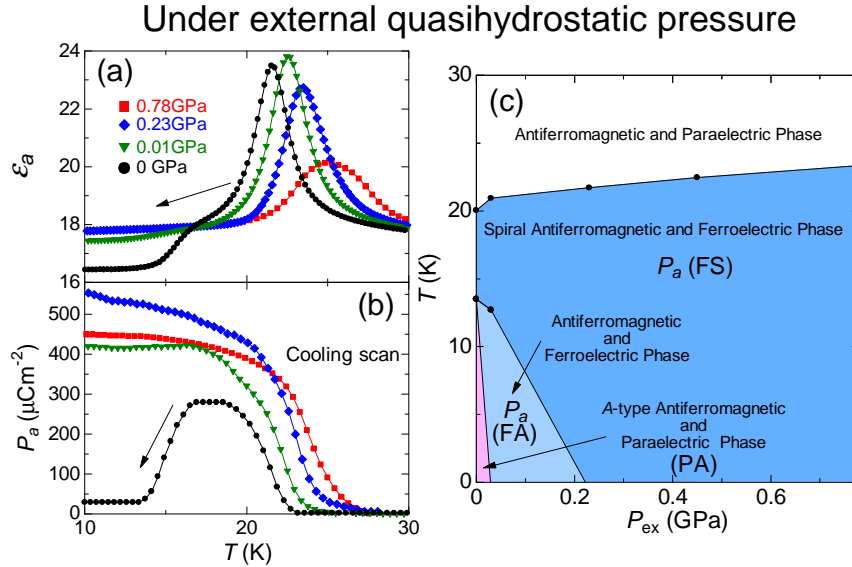 Under external quasihydrostatic pressure
(a)
0.78GPa
0.23GPa
0.01GPa
0 GPa
24
22
20
18
16
εa
(b)
Cooling scan
500
400
300
200
100
0
Pa (μCm-2)
10
20
30
T (K)
(c)
30
20
10
0
T (K)
Antiferromagnetic and Paraelectric Phase
Spiral Antiferromagnetic and Ferroelectric Phase
Pa (FS)
Antiferromagnetic
and
Ferroelectric Phase
Pa
(FA)
A-type Antiferromagnetic
and
Paraelectric Phase
(PA)
0.0
0.2
0.4
0.6
Pex (GPa)